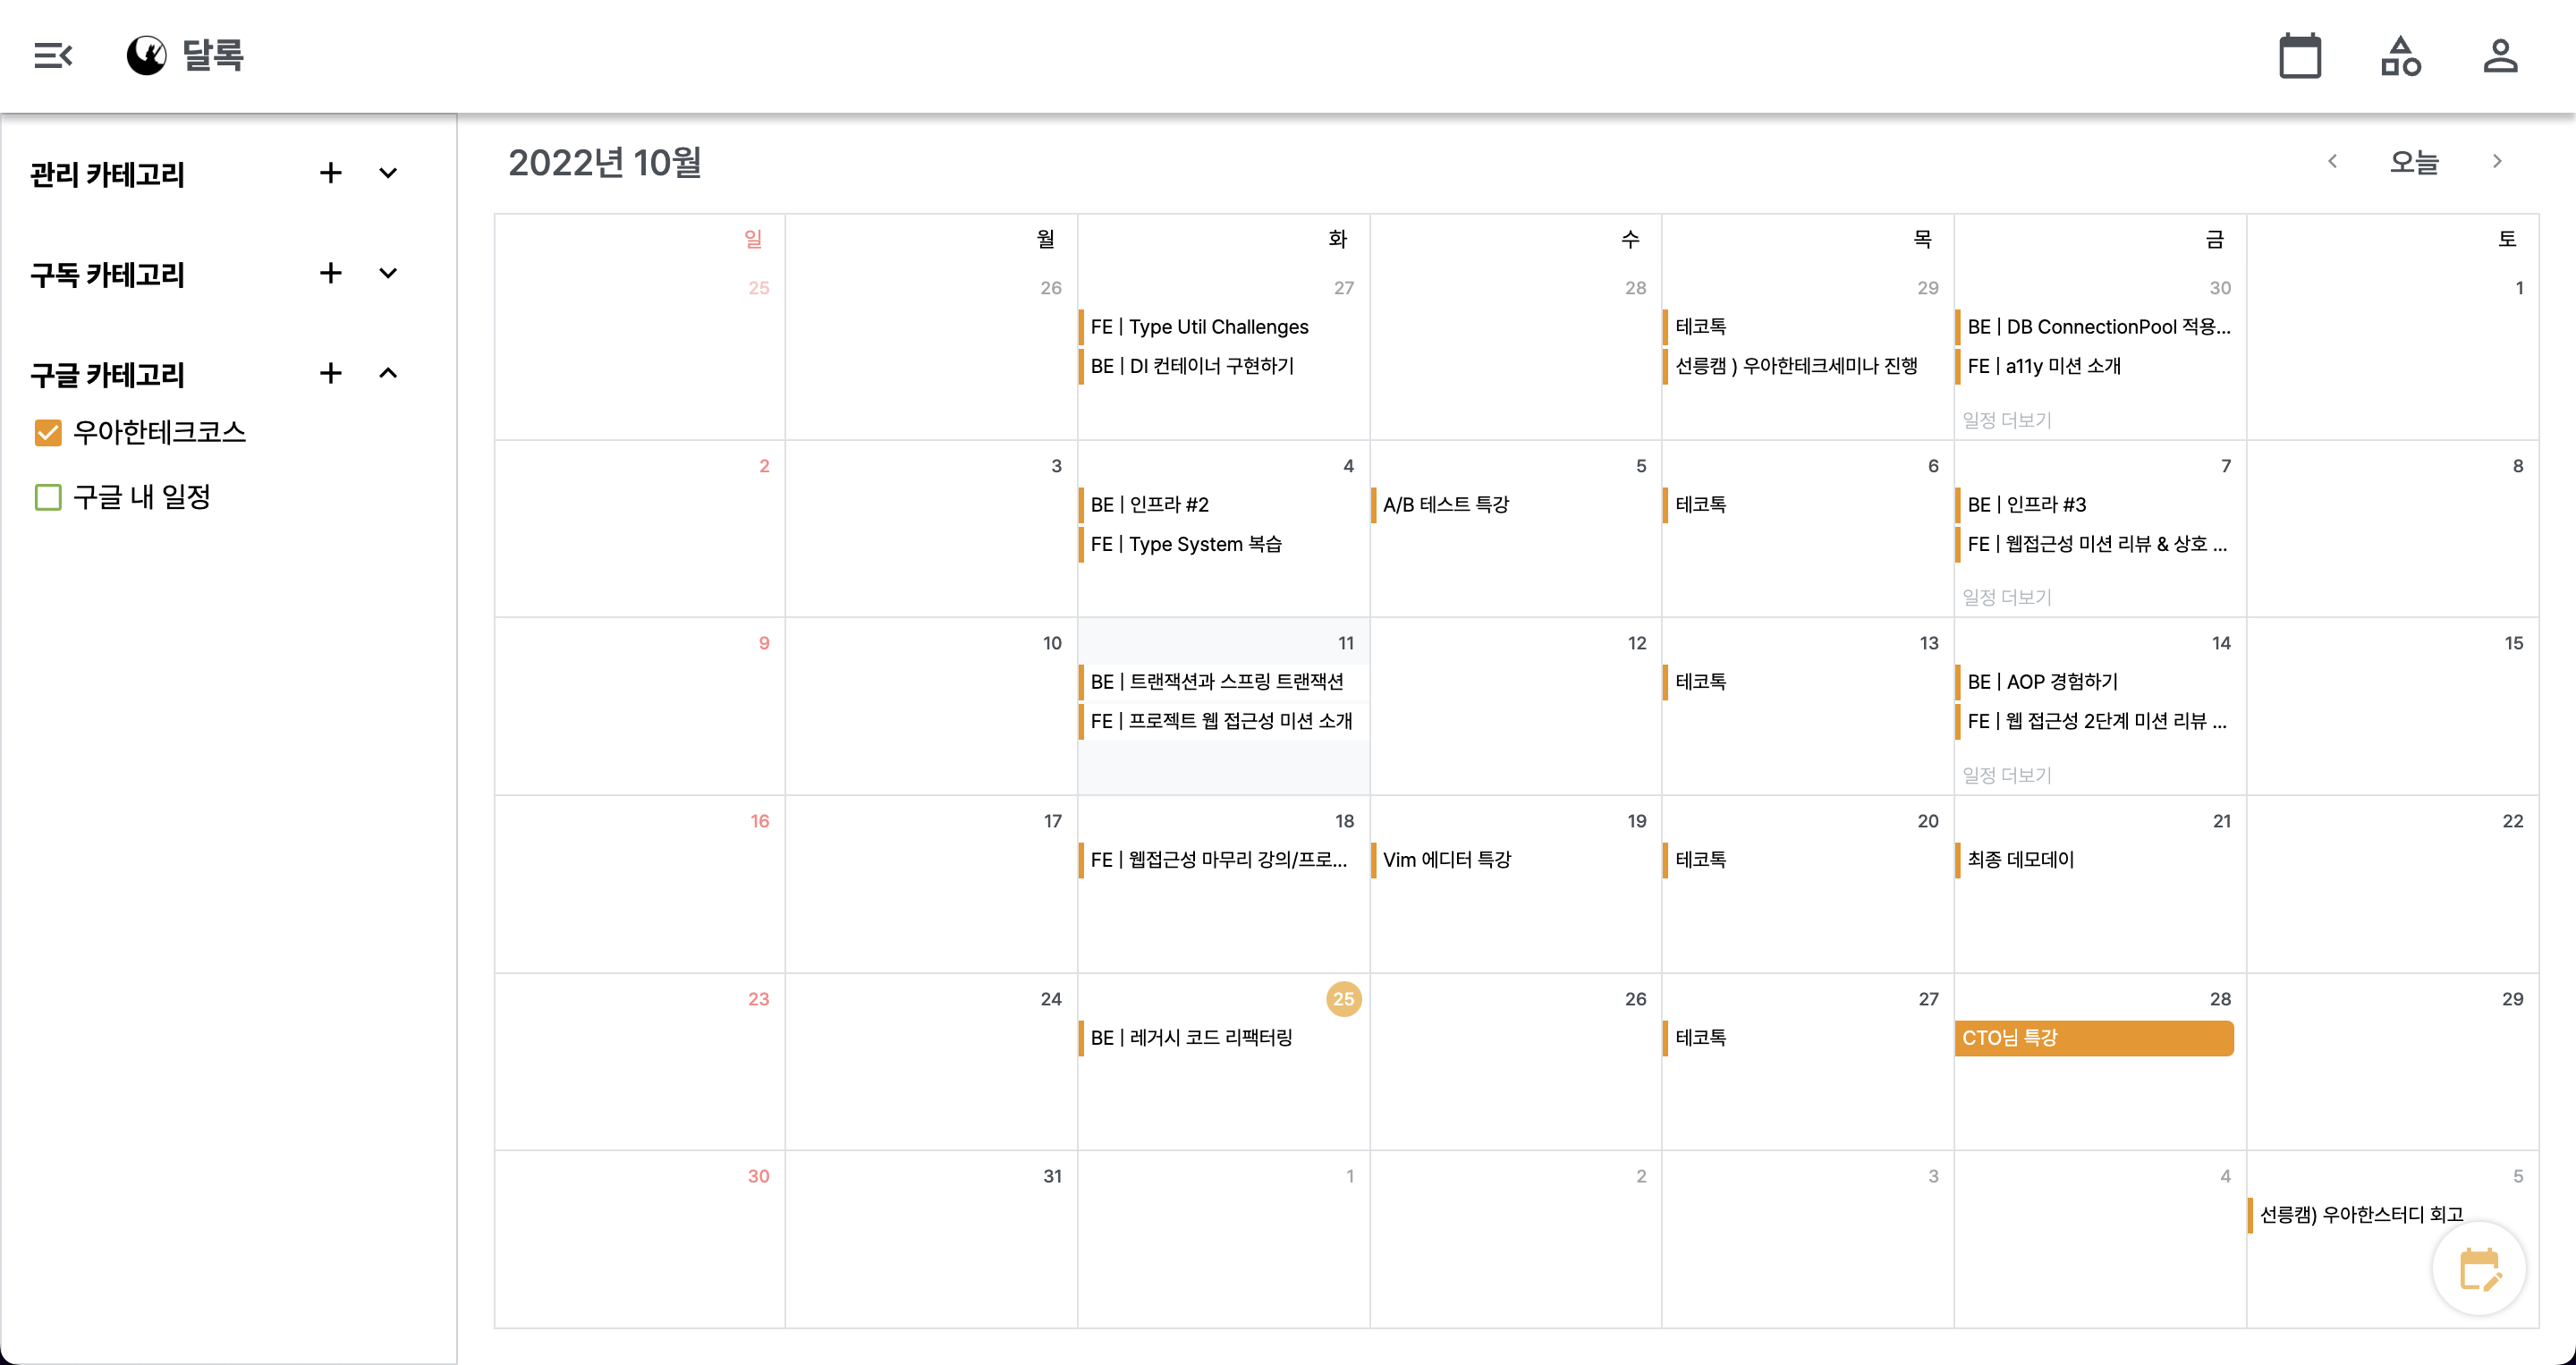 달록
관리 카테고리
구독 카테고리
구글 카테고리
우아한테크코스
구글 내 일정
2022년 10월
오늘
일 월 화 수 목 금 토
25 26 27 28 29 30 1
FE | Type Util Challenges
BE | DI 컨테이너 구현하기
테코톡
선릉캠 ) 우아한테크세미나 진행
BE | DB ConnectionPool 적용...
FE | a11y 미션 소개
일정 더보기
2 3 4 5 6 7 8
BE | 인프라 #2
FE | Type System 복습
A/B 테스트 특강
테코톡
BE | 인프라 #3
FE | 웹접근성 미션 리뷰 & 상호 ...
일정 더보기
9 10 11 12 13 14 15
BE | 트랜잭션과 스프링 트랜잭션
FE | 프로젝트 웹 접근성 미션 소개
테코톡
BE | AOP 경험하기
FE | 웹 접근성 2단계 미션 리뷰 ...
일정 더보기
16 17 18 19 20 21 22
FE | 웹접근성 마무리 강의/프로...
Vim 에디터 특강
테코톡
최종 데모데이
23 24 25 26 27 28 29
BE | 레거시 코드 리팩터링
테코톡
CTO님 특강
30 31 1 2 3 4 5
선릉캠) 우아한스터디 회고